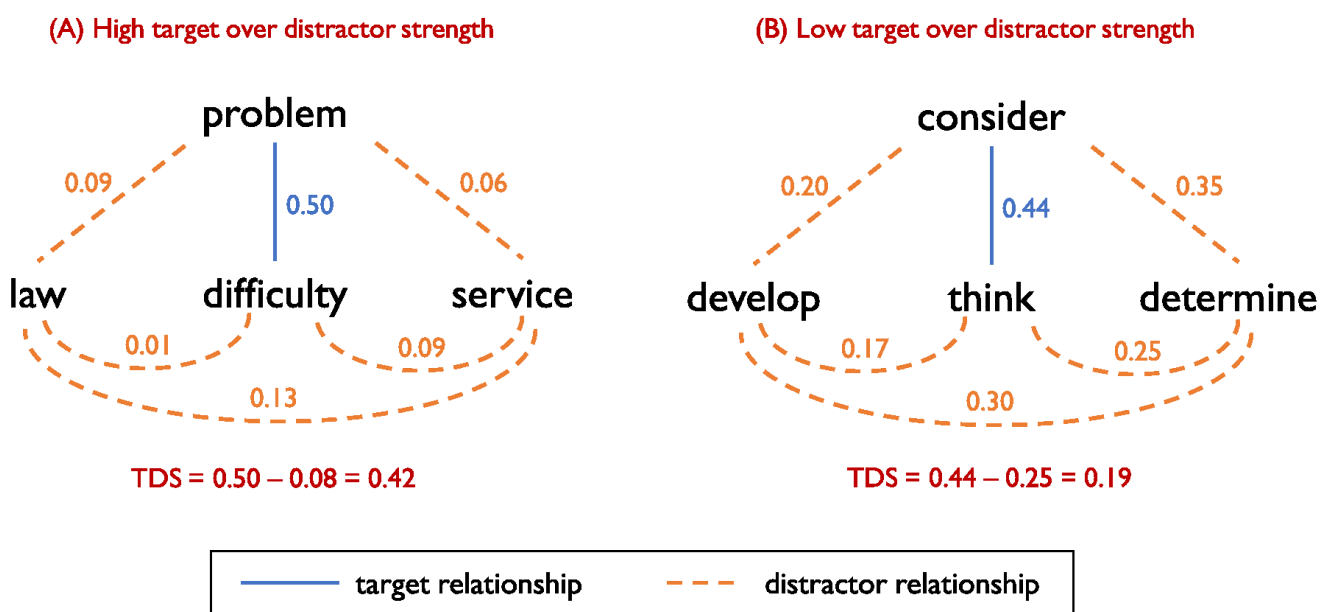 (A) High target over distractor strength
problem
0.09
0.50
0.06
law
difficulty
service
0.01
0.09
0.13
TDS = 0.50 – 0.08 = 0.42
(B) Low target over distractor strength
consider
0.20
0.44
0.35
develop
think
determine
0.17
0.25
0.30
TDS = 0.44 – 0.25 = 0.19
target relationship
distractor relationship